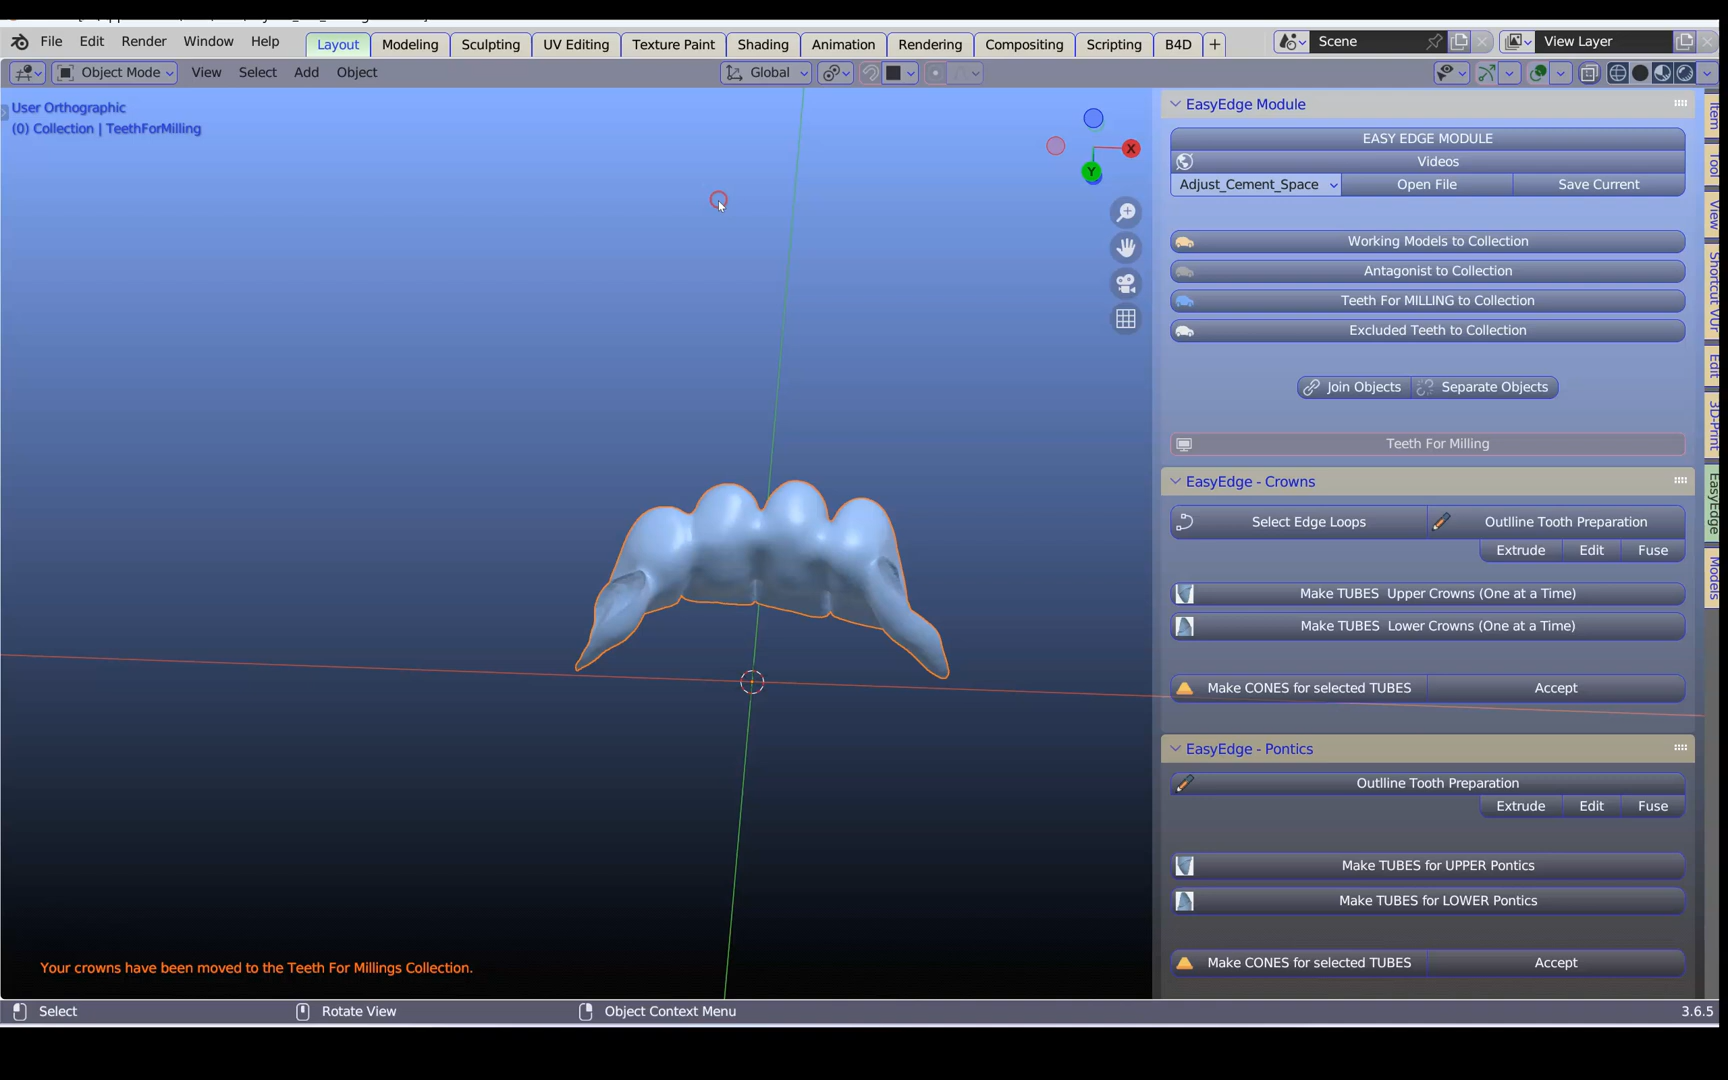 File Edit Render Window Help Layout Modeling Sculpting UV Editing Texture Paint Shading Animation Rendering Compositing Scripting B4D + Scene View Layer
Object Mode View Select Add Object Global
User Orthographic
(0) Collection | TeethForMilling
X
Y
EasyEdge Module
EASY EDGE MODULE
Videos
Adjust_Cement_Space Open File Save Current
Working Models to Collection
Antagonist to Collection
Teeth For MILLING to Collection
Excluded Teeth to Collection
Join Objects Separate Objects
Teeth For Milling
EasyEdge - Crowns
Select Edge Loops Outlline Tooth Preparation
Extrude Edit Fuse
Make TUBES Upper Crowns (One at a Time)
Make TUBES Lower Crowns (One at a Time)
Make CONES for selected TUBES Accept
EasyEdge - Pontics
Outlline Tooth Preparation
Extrude Edit Fuse
Make TUBES for UPPER Pontics
Make TUBES for LOWER Pontics
Make CONES for selected TUBES Accept
Item
Tool
View
Shortcut VUr
Edit
3D-Print
EasyEdge
Models
Your crowns have been moved to the Teeth For Millings Collection.
Select Rotate View Object Context Menu 3.6.5